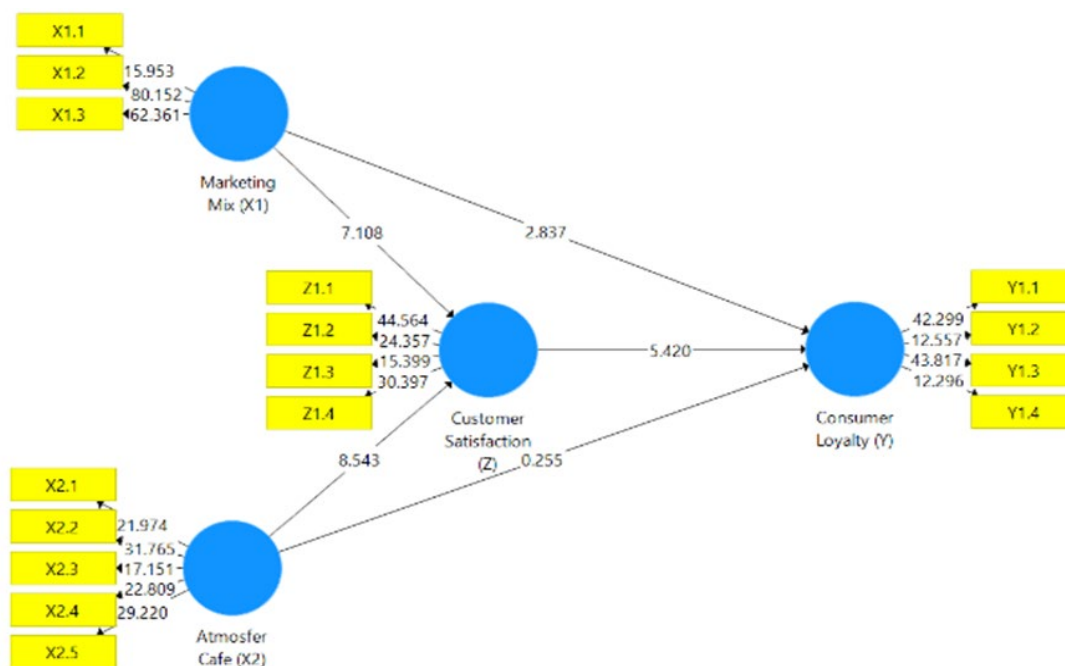 X1.1
X1.2
X1.3
15.953
80.152
62.361
Marketing
Mix (X1)
7.108
2.837
Z1.1
Z1.2
Z1.3
Z1.4
44.564
24.357
15.399
30.397
Customer
Satisfaction
(Z)
5.420
Y1.1
Y1.2
Y1.3
Y1.4
42.299
12.557
43.817
12.296
Consumer
Loyalty (Y)
8.543
0.255
X2.1
X2.2
X2.3
X2.4
X2.5
21.974
31.765
17.151
22.809
29.220
Atmosfer
Cafe (X2)